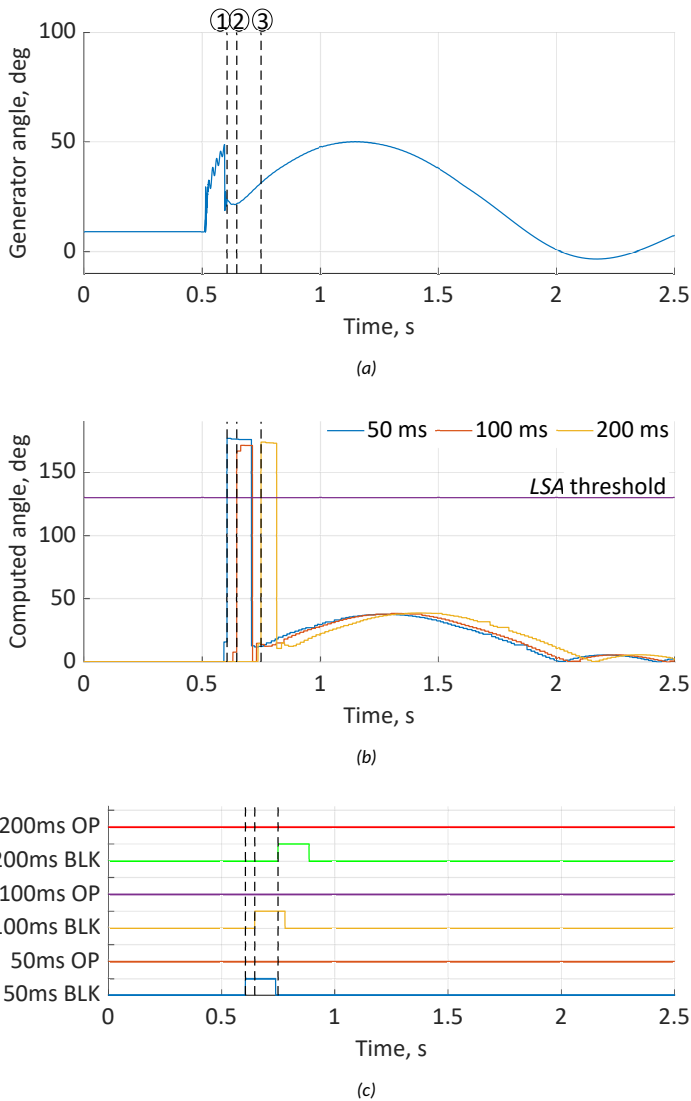 ① ② ③
100
50
0
Generator angle, deg
0 0.5 1 1.5 2 2.5
Time, s
(a)
50 ms 100 ms 200 ms
150
100
50
0
LSA threshold
Computed angle, deg
0 0.5 1 1.5 2 2.5
Time, s
(b)
200ms OP
200ms BLK
100ms OP
100ms BLK
50ms OP
50ms BLK
0 0.5 1 1.5 2 2.5
Time, s
(c)